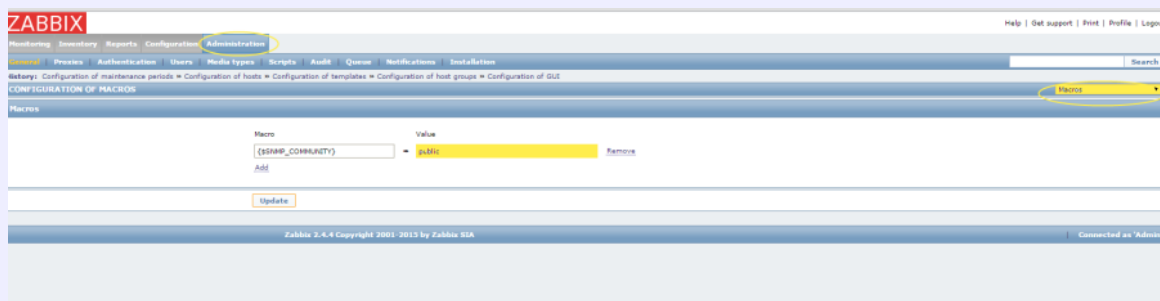 ZABBIX
Help | Get support | Print | Profile | Logou
Monitoring Inventory Reports Configuration Administration
General | Proxies | Authentication | Users | Media types | Scripts | Audit | Queue | Notifications | Installation
Search
History: Configuration of maintenance periods » Configuration of hosts » Configuration of templates » Configuration of host groups » Configuration of GUI
CONFIGURATION OF MACROS
Macros
Macros
Macro Value
{$SNMP_COMMUNITY} = public Remove
Add
Update
Zabbix 2.4.4 Copyright 2001-2015 by Zabbix SIA
Connected as 'Admin